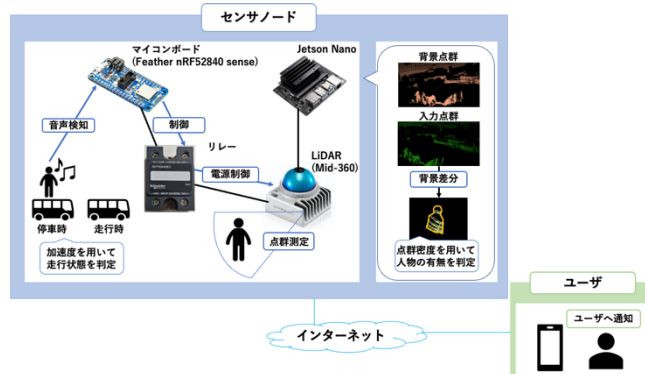 センサノード
マイコンボード
(Feather nRF52840 sense)
Jetson Nano
背景点群
音声検知
制御
入力点群
リレー
LiDAR
(Mid-360)
電源制御
背景差分
停車時
走行時
点群測定
加速度を用いて
走行状態を判定
点群密度を用いて
人物の有無を判定
ユーザ
インターネット
ユーザへ通知